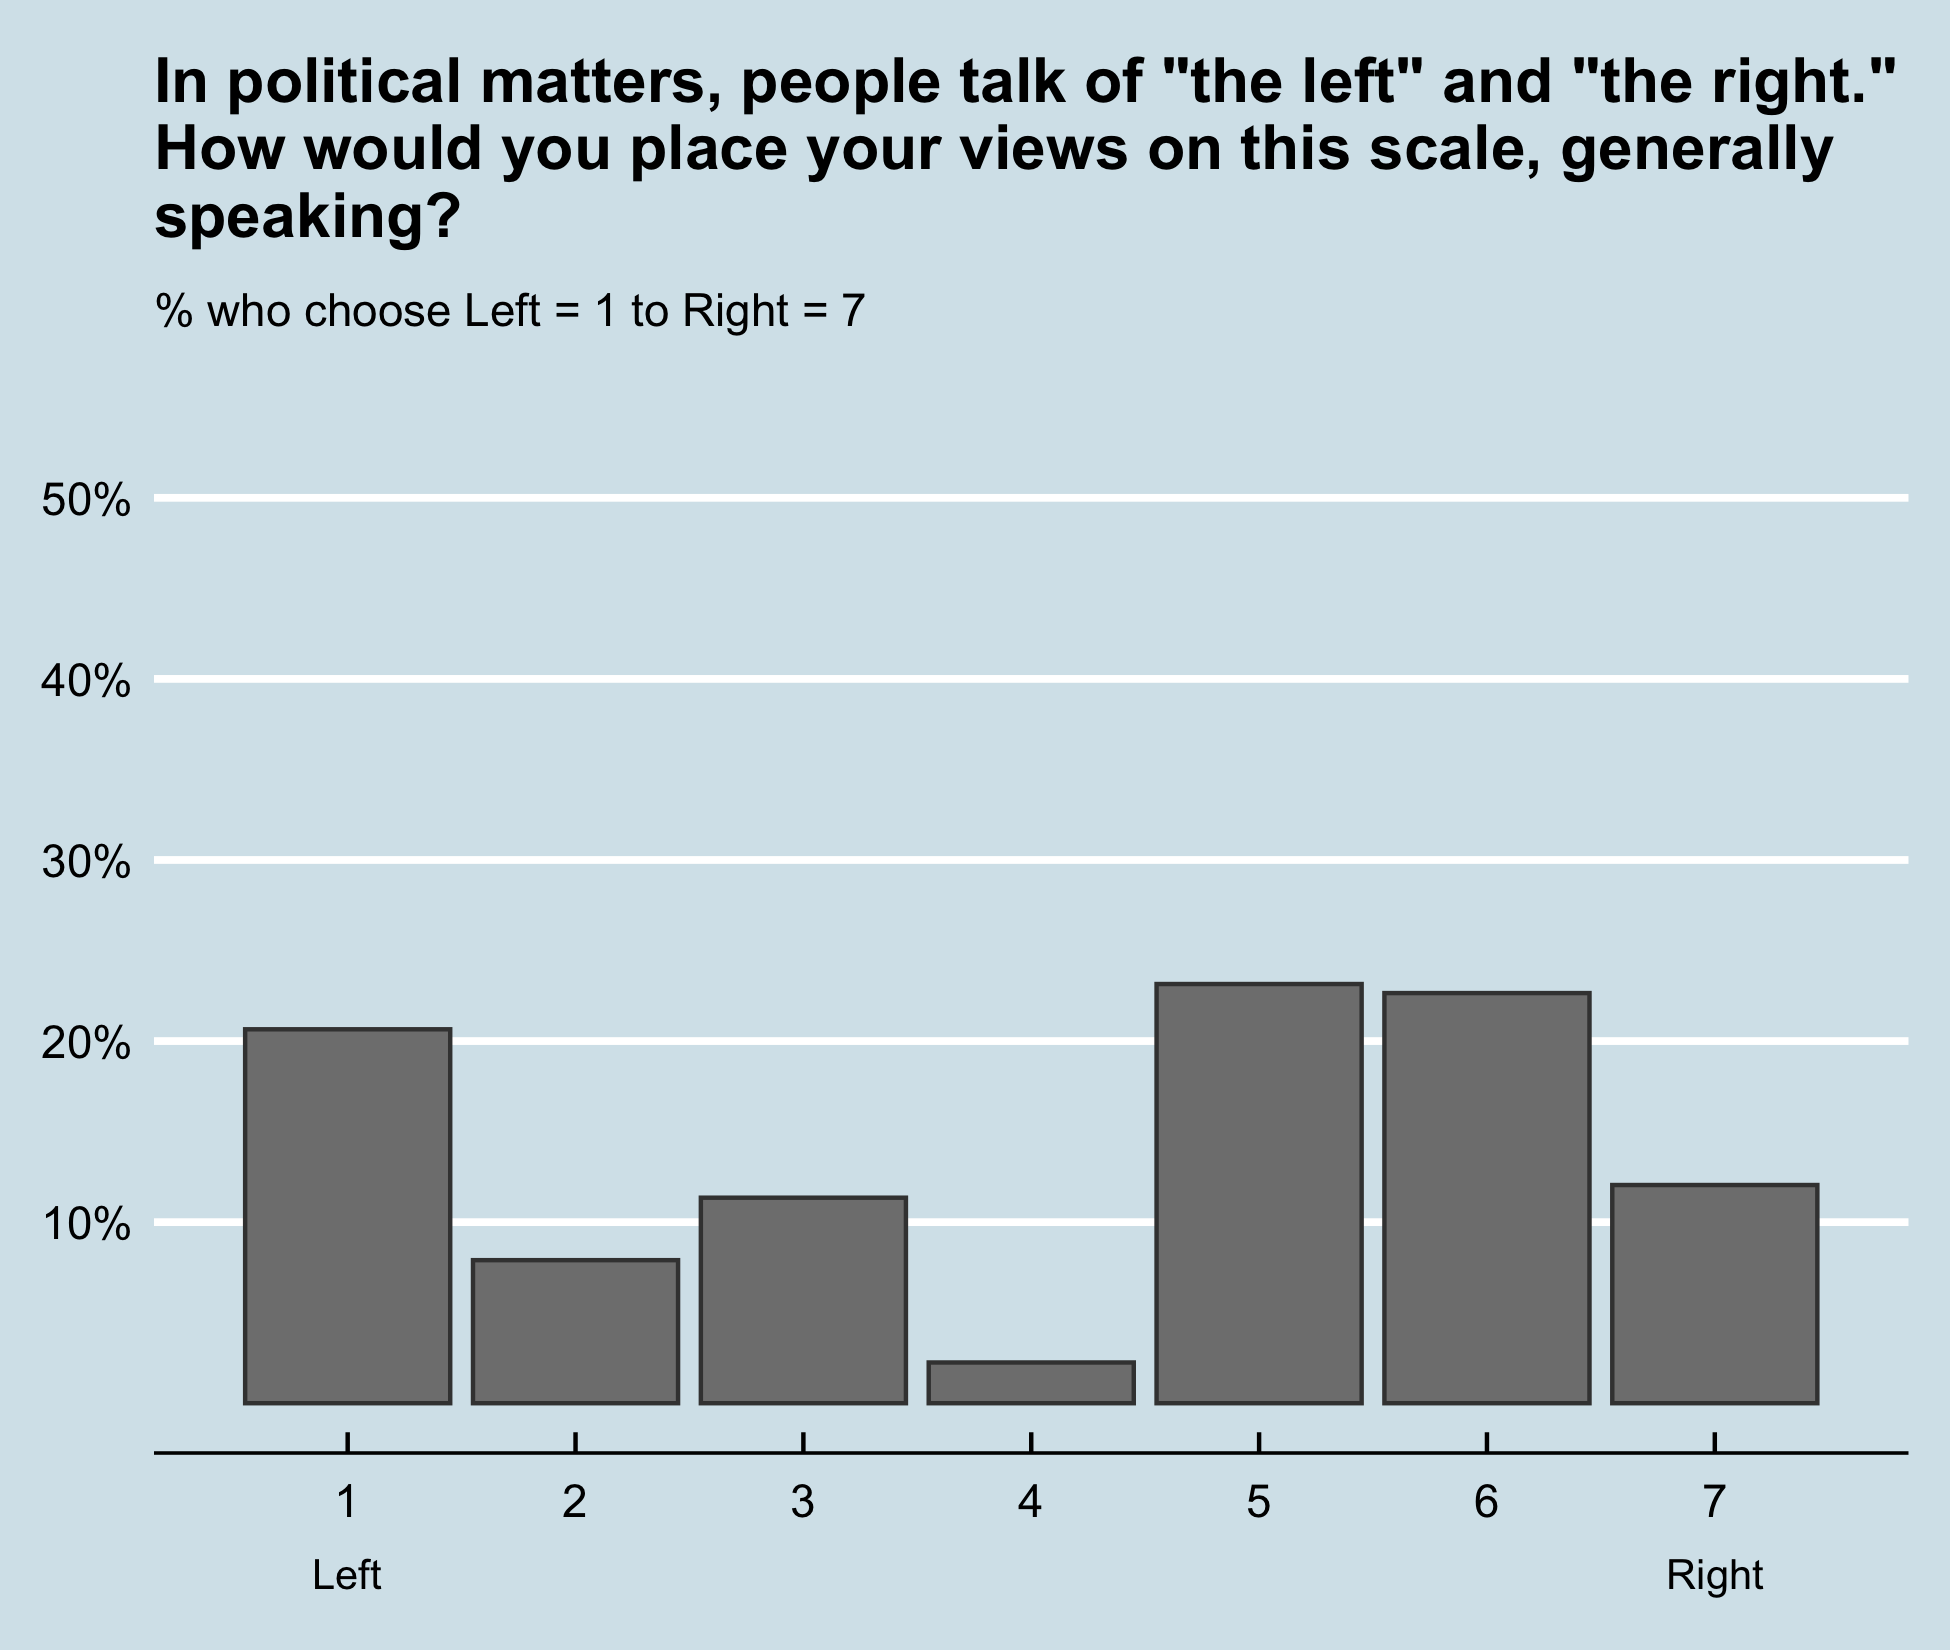 In political matters, people talk of "the left" and "the right."
How would you place your views on this scale, generally
speaking?
% who choose Left = 1 to Right = 7
50%
40%
30%
20%
10%
1 2 3 4 5 6 7
Left Right